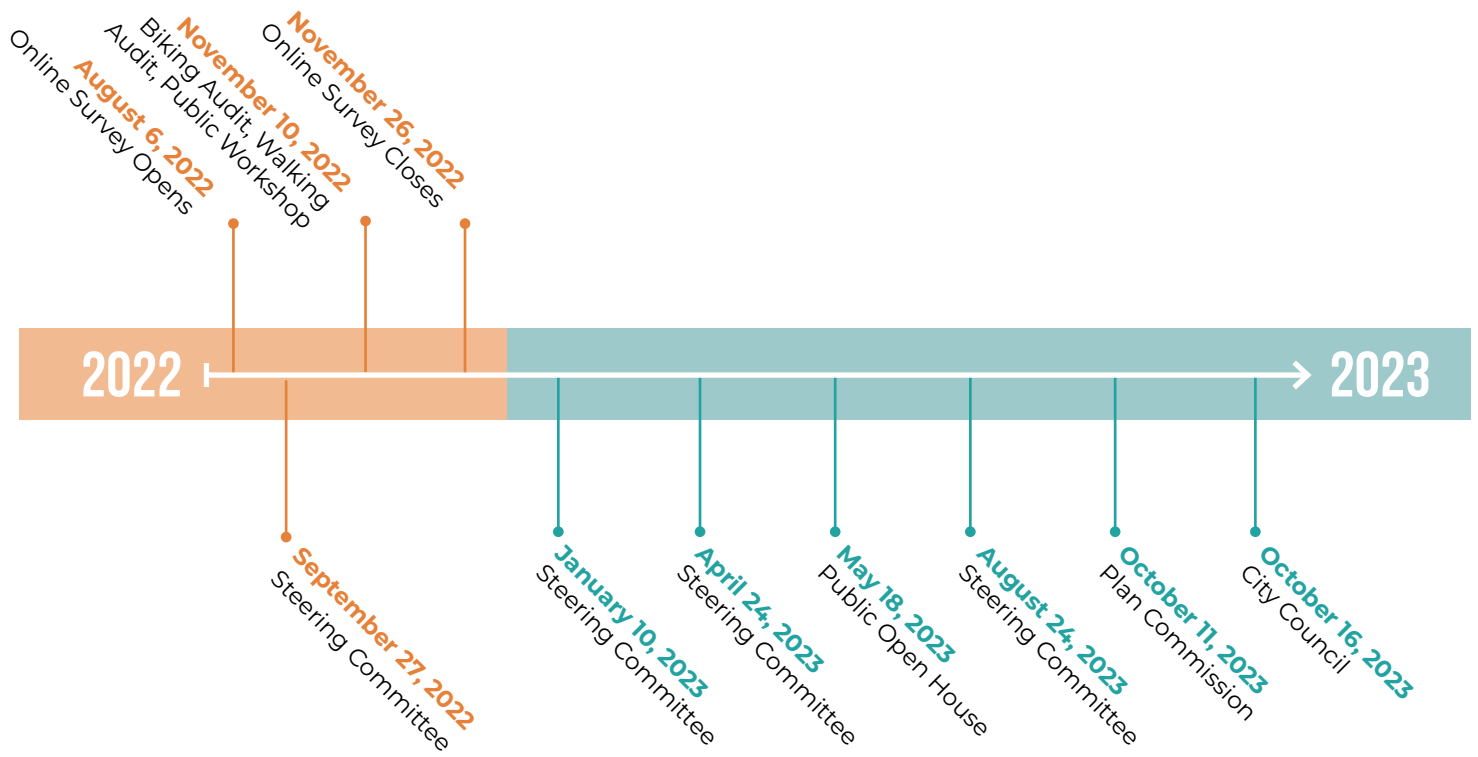 August 6, 2022
Online Survey Opens
November 10, 2022
Biking Audit, Walking
Audit, Public Workshop
November 26, 2022
Online Survey Closes
2022
2023
September 27, 2022
Steering Committee
January 10, 2023
Steering Committee
April 24, 2023
Steering Committee
May 18, 2023
Public Open House
August 24, 2023
Steering Committee
October 11, 2023
Plan Commission
October 16, 2023
City Council